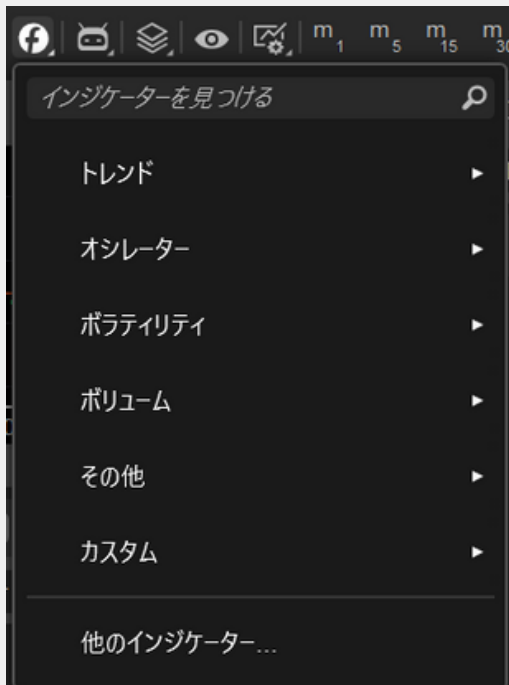 m1 m5 m15 m30
インジケーターを見つける
トレンド
オシレーター
ボラティリティ
ボリューム
その他
カスタム
他のインジケーター...